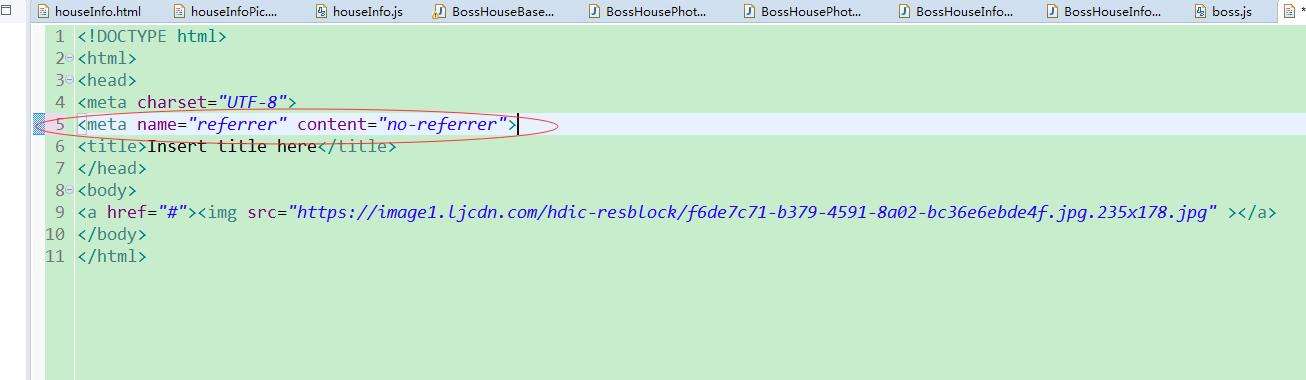 houseInfo.html houseInfoPic.... houseInfo.js BossHouseBase... BossHousePhot... BossHousePhot... BossHouseInfo... BossHouseInfo... boss.js *
1 <!DOCTYPE html>
2 <html>
3 <head>
4 <meta charset="UTF-8">
5 <meta name="referrer" content="no-referrer">
6 <title>Insert title here</title>
7 </head>
8 <body>
9 <a href="#"><img src="https://image1.ljcdn.com/hdic-resblock/f6de7c71-b379-4591-8a02-bc36e6ebde4f.jpg.235x178.jpg" ></a>
10 </body>
11 </html>